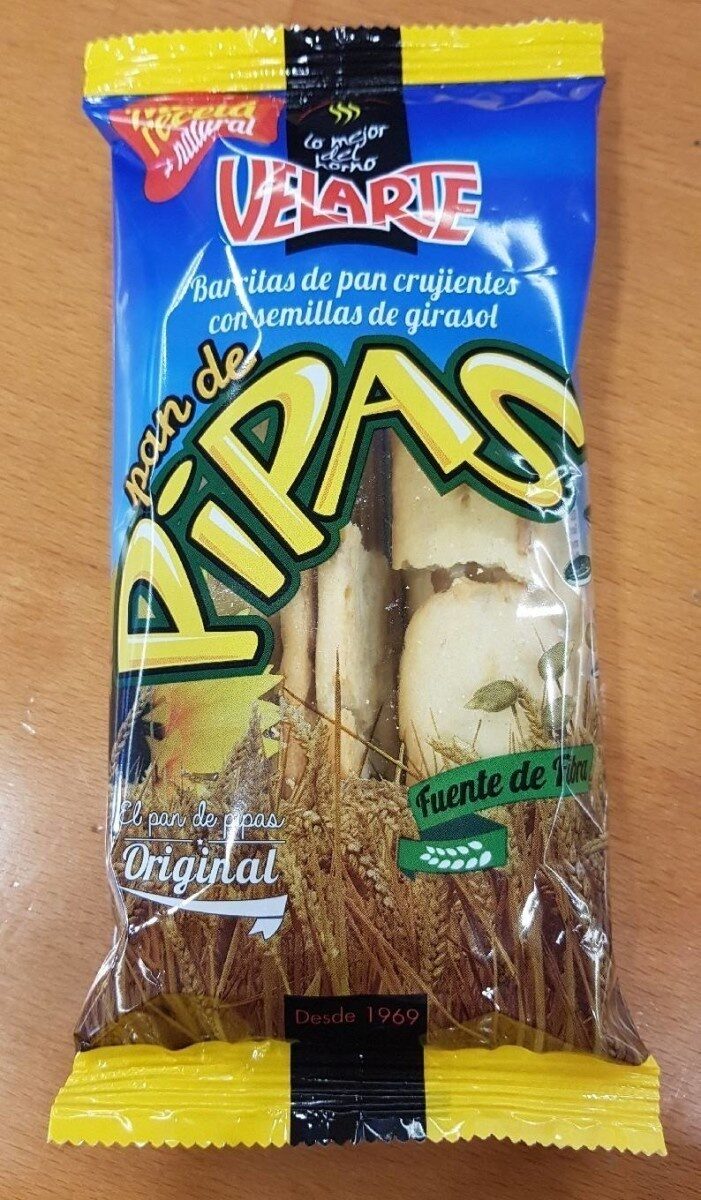 Receta
+ natural
lo mejor
del
horno
VELARTE
Barritas de pan crujientes
con semillas de girasol
pan de
PiPAS
Fuente de Fibra
El pan de pipas
Original
Desde 1969